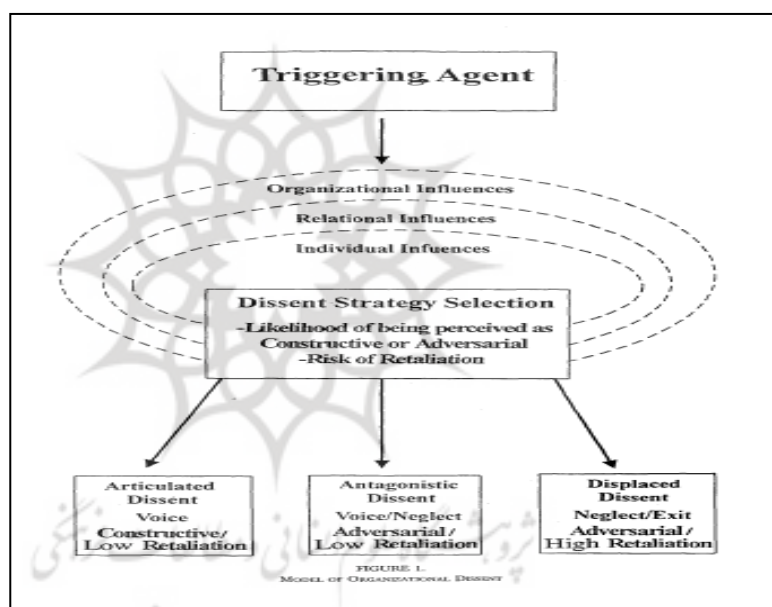 Triggering Agent
Organizational Influences
Relational Influences
Individual Infuences
Dissent Strategy Selection
-Likelihood of being perceived as
Constructive or Adversarial
-Risk of Retaliation
Articulated
Dissent
Voice
Constructive/
Low Retaliation
Antagonistic
Dissent
Voice/Neglect
Adversarial/
Low Retaliation
Displaced
Dissent
Neglect/Exit
Adversarial/
High Retaliation
FIGURE 1.
MODEL OF ORGANIZATIONAL DISSENT